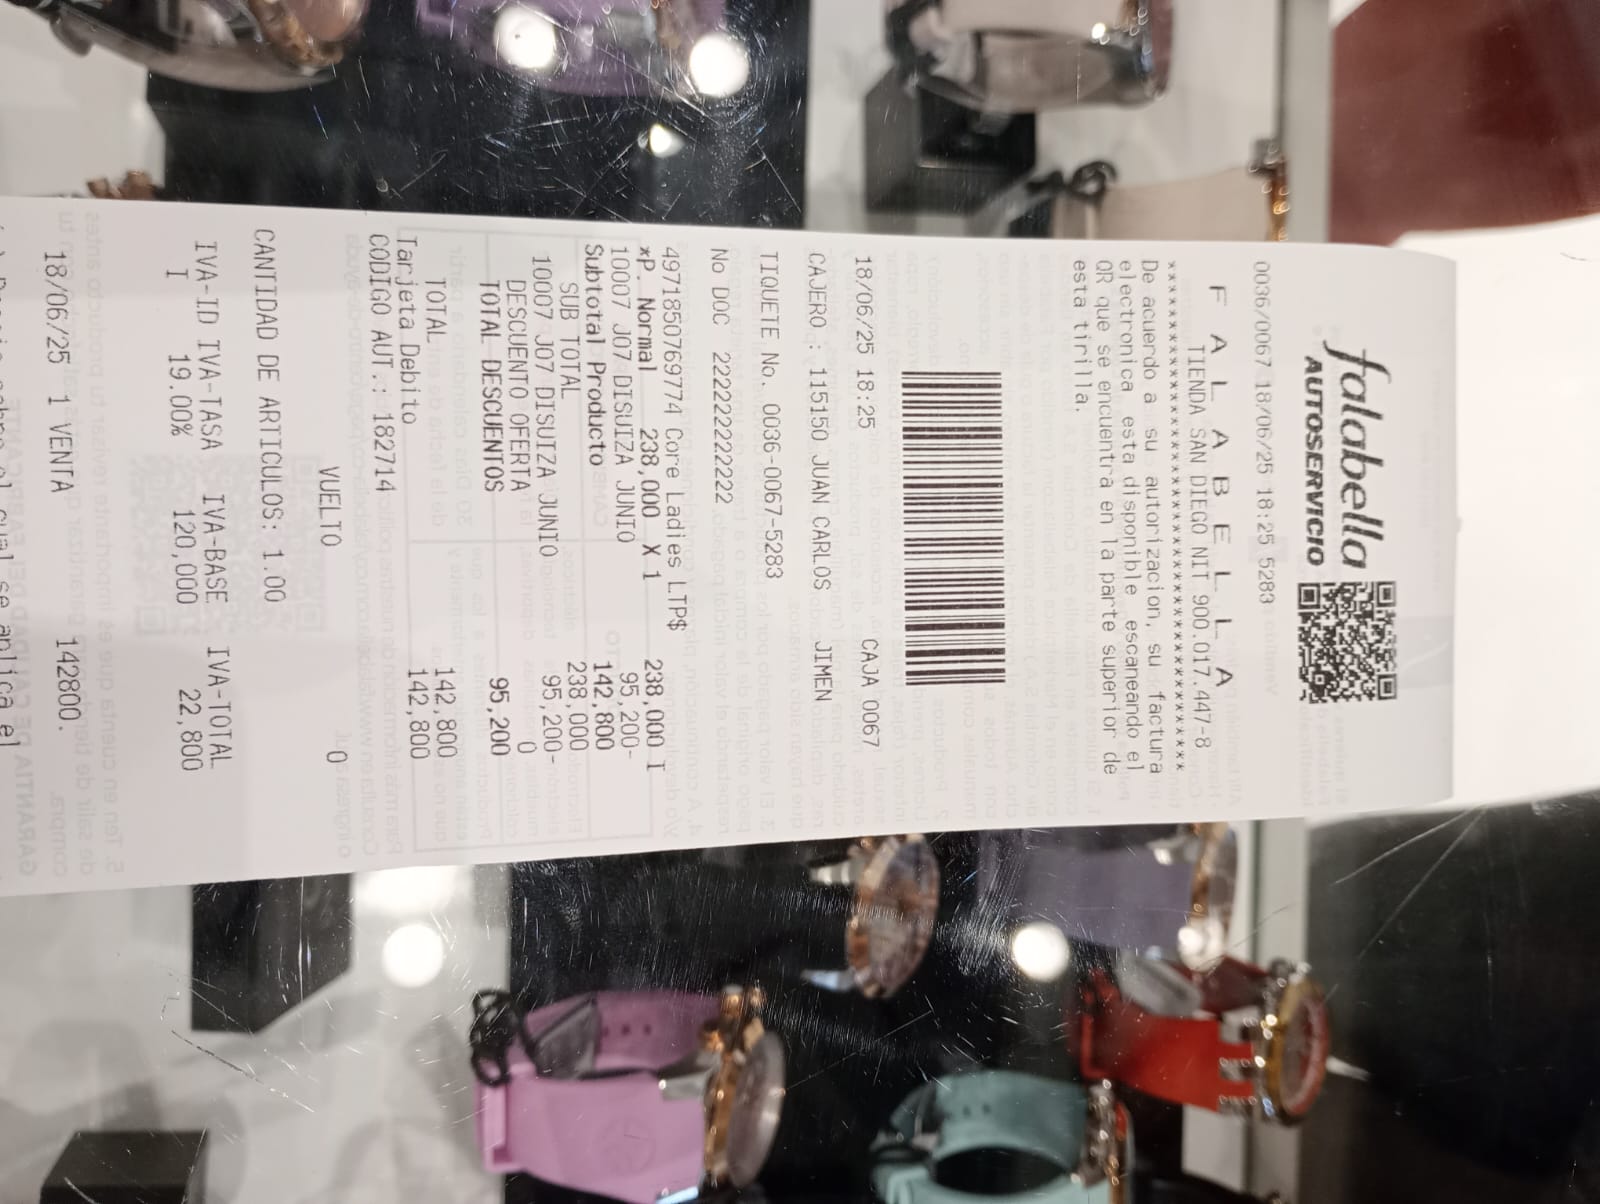 falabella
AUTOSERVICIO
0036/0067 18/06/25 18:25 5283
F A L A B E L L A
TIENDA SAN DIEGO NIT 900.017.447-8
De acuerdo a su autorizacion, su factura
electronica esta disponible escaneando el
QR que se encuentra en la parte superior de
esta tirilla.
18/06/25 18:25 CAJA 0067
CAJERO : 115150 JUAN CARLOS JIMEN
TIQUETE No. 0036-0067-5283
No DOC 222222222222
4971850769774 Core Ladies LTP$
*P. Normal 238,000 X 1 238,000 I
10007 J07 DISUIZA JUNIO 95,200-
Subtotal Producto 142,800
SUB TOTAL 238,000
10007 J07 DISUIZA JUNIO 95,200-
DESCUENTO OFERTA 0
TOTAL DESCUENTOS 95,200
TOTAL 142,800
Tarjeta Debito 142,800
CODIGO AUT.: 182714
VUELTO 0
CANTIDAD DE ARTICULOS: 1.00
IVA-ID IVA-TASA IVA-BASE IVA-TOTAL
I 19.00% 120,000 22,800
18/06/25 1 VENTA 1428000.